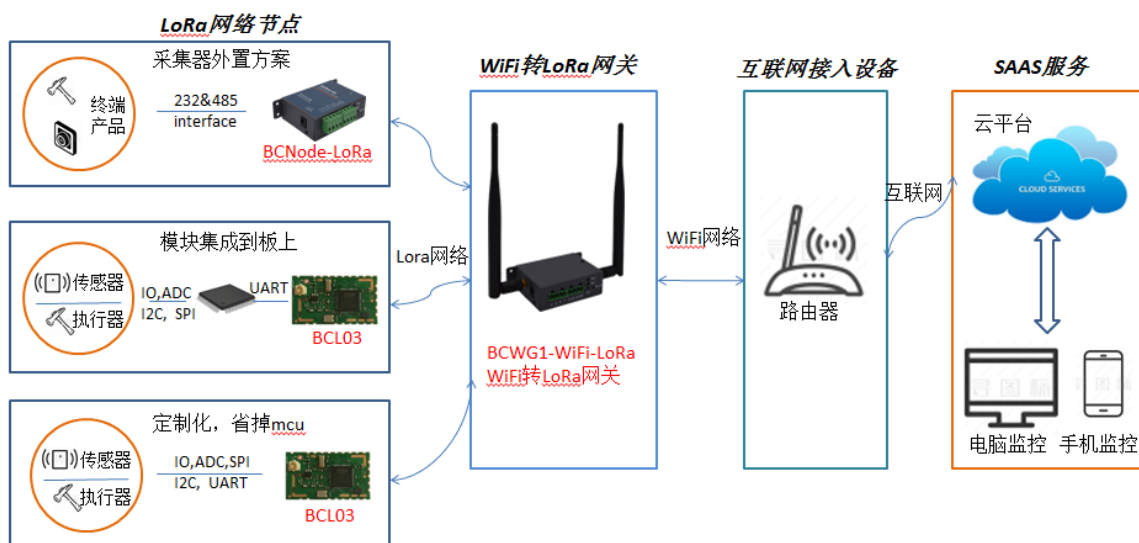 LoRa网络节点
采集器外置方案
终端
产品
232&485
interface
BCNode-LoRa
模块集成到板上
传感器
执行器
IO,ADC
I2C, SPI
UART
BCL03
定制化，省掉mcu
传感器
执行器
IO,ADC,SPI
I2C, UART
BCL03
Lora网络
WiFi转LoRa网关
BCWG1-WiFi-LoRa
WiFi转LoRa网关
WiFi网络
互联网接入设备
路由器
互联网
SAAS服务
云平台
CLOUD SERVICES
电脑监控
手机监控